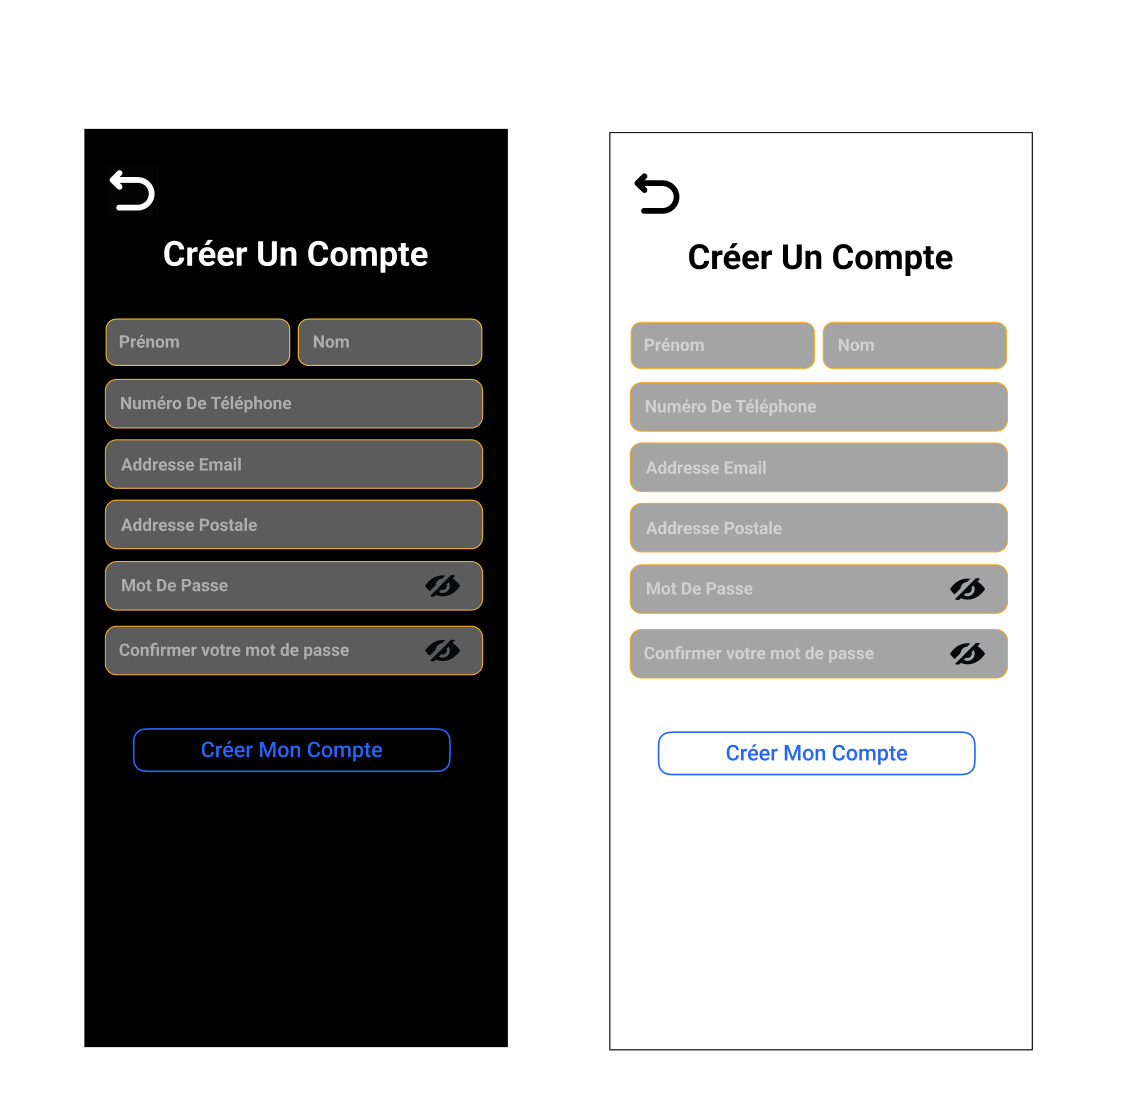 Créer Un Compte
Prénom
Nom
Numéro De Téléphone
Addresse Email
Addresse Postale
Mot De Passe
Confirmer votre mot de passe
Créer Mon Compte
Créer Un Compte
Prénom
Nom
Numéro De Téléphone
Addresse Email
Addresse Postale
Mot De Passe
Confirmer votre mot de passe
Créer Mon Compte